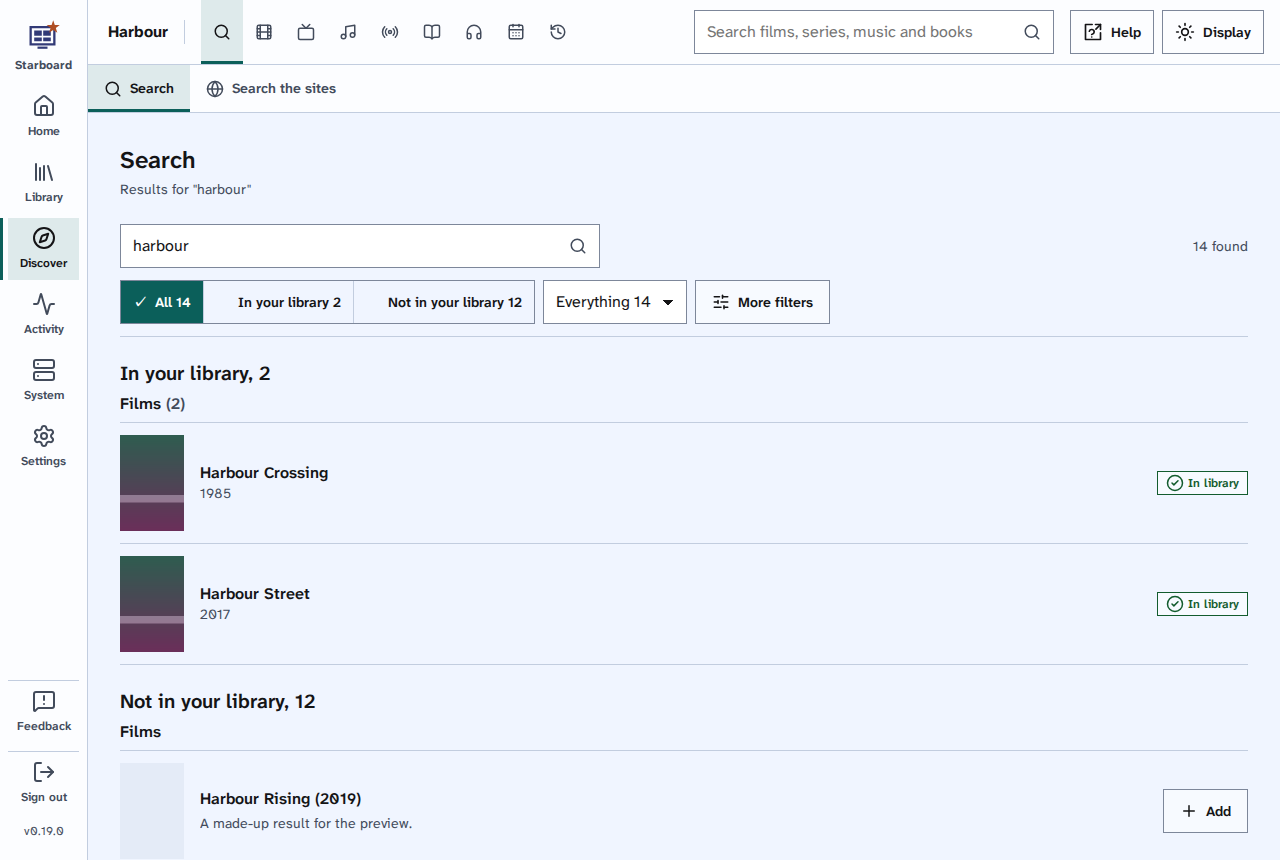 Starboard
Home
Library
Discover
Activity
System
Settings
Feedback
Sign out
v0.19.0
Harbour
Search films, series, music and books
Help
Display
Search
Search the sites
Search
Results for "harbour"
harbour
14 found
✓ All 14
In your library 2
Not in your library 12
Everything 14
More filters
In your library, 2
Films (2)
Harbour Crossing
1985
In library
Harbour Street
2017
In library
Not in your library, 12
Films
Harbour Rising (2019)
A made-up result for the preview.
Add